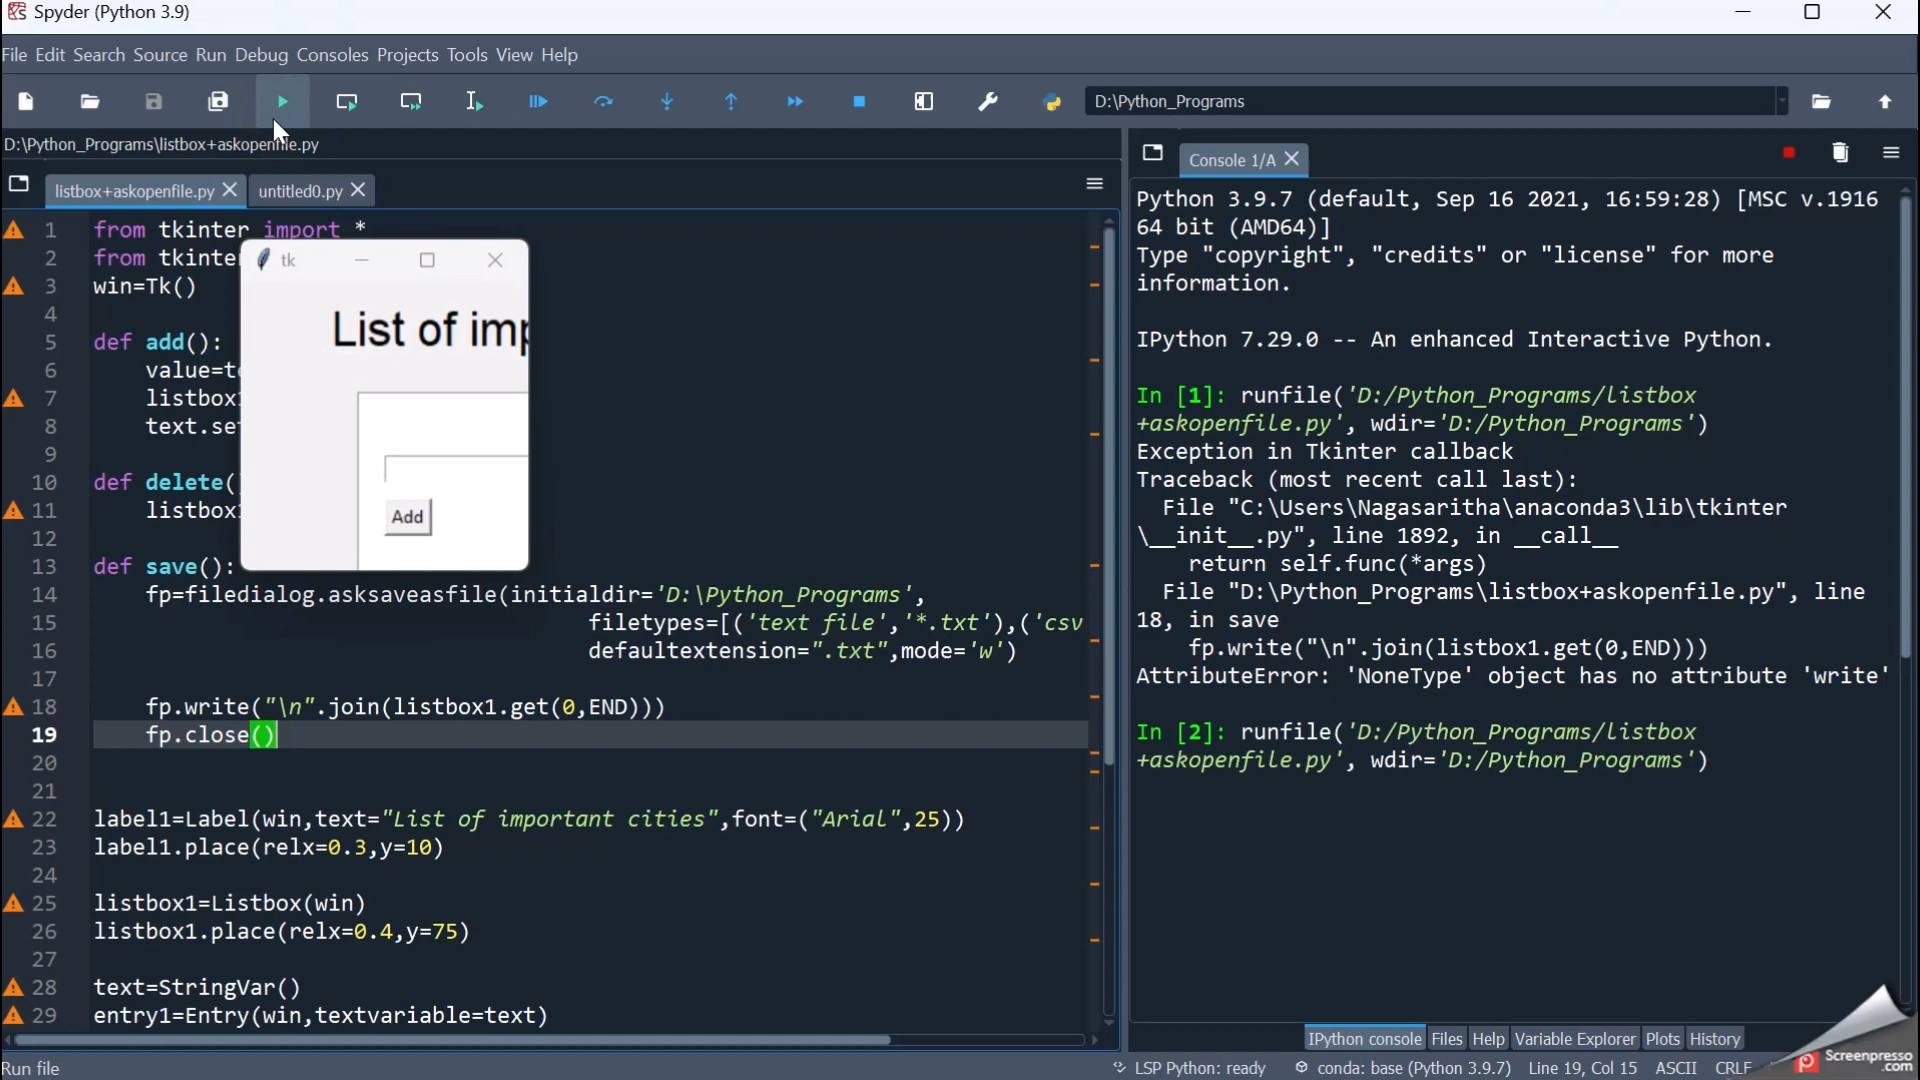 Spyder (Python 3.9)
File Edit Search Source Run Debug Consoles Projects Tools View Help
D:\Python_Programs
D:\Python_Programs\listbox+askopenfile.py
listbox+askopenfile.py
untitled0.py
1 from tkinter import *
2 from tkinter
3 win=Tk()
4
5 def add():
6 value=te
7 listbox1
8 text.set
9
10 def delete(
11 listbox1
12
13 def save():
14 fp=filedialog.asksaveasfile(initialdir='D:\Python_Programs',
15 filetypes=[('text file','*.txt'),('csv
16 defaultextension=".txt",mode='w')
17
18 fp.write("\n".join(listbox1.get(0,END)))
19 fp.close()
20
21
22 label1=Label(win,text="List of important cities",font=("Arial",25))
23 label1.place(relx=0.3,y=10)
24
25 listbox1=Listbox(win)
26 listbox1.place(relx=0.4,y=75)
27
28 text=StringVar()
29 entry1=Entry(win,textvariable=text)
tk
List of imp
Add
Console 1/A
Python 3.9.7 (default, Sep 16 2021, 16:59:28) [MSC v.1916
64 bit (AMD64)]
Type "copyright", "credits" or "license" for more
information.
IPython 7.29.0 -- An enhanced Interactive Python.
In [1]: runfile('D:/Python_Programs/listbox
+askopenfile.py', wdir='D:/Python_Programs')
Exception in Tkinter callback
Traceback (most recent call last):
File "C:\Users\Nagasaritha\anaconda3\lib\tkinter
\__init__.py", line 1892, in __call__
return self.func(*args)
File "D:\Python_Programs\listbox+askopenfile.py", line
18, in save
fp.write("\n".join(listbox1.get(0,END)))
AttributeError: 'NoneType' object has no attribute 'write'
In [2]: runfile('D:/Python_Programs/listbox
+askopenfile.py', wdir='D:/Python_Programs')
IPython console Files Help Variable Explorer Plots History
Run file
LSP Python: ready
conda: base (Python 3.9.7)
Line 19, Col 15
ASCII
CRLF
Screenpresso
.com